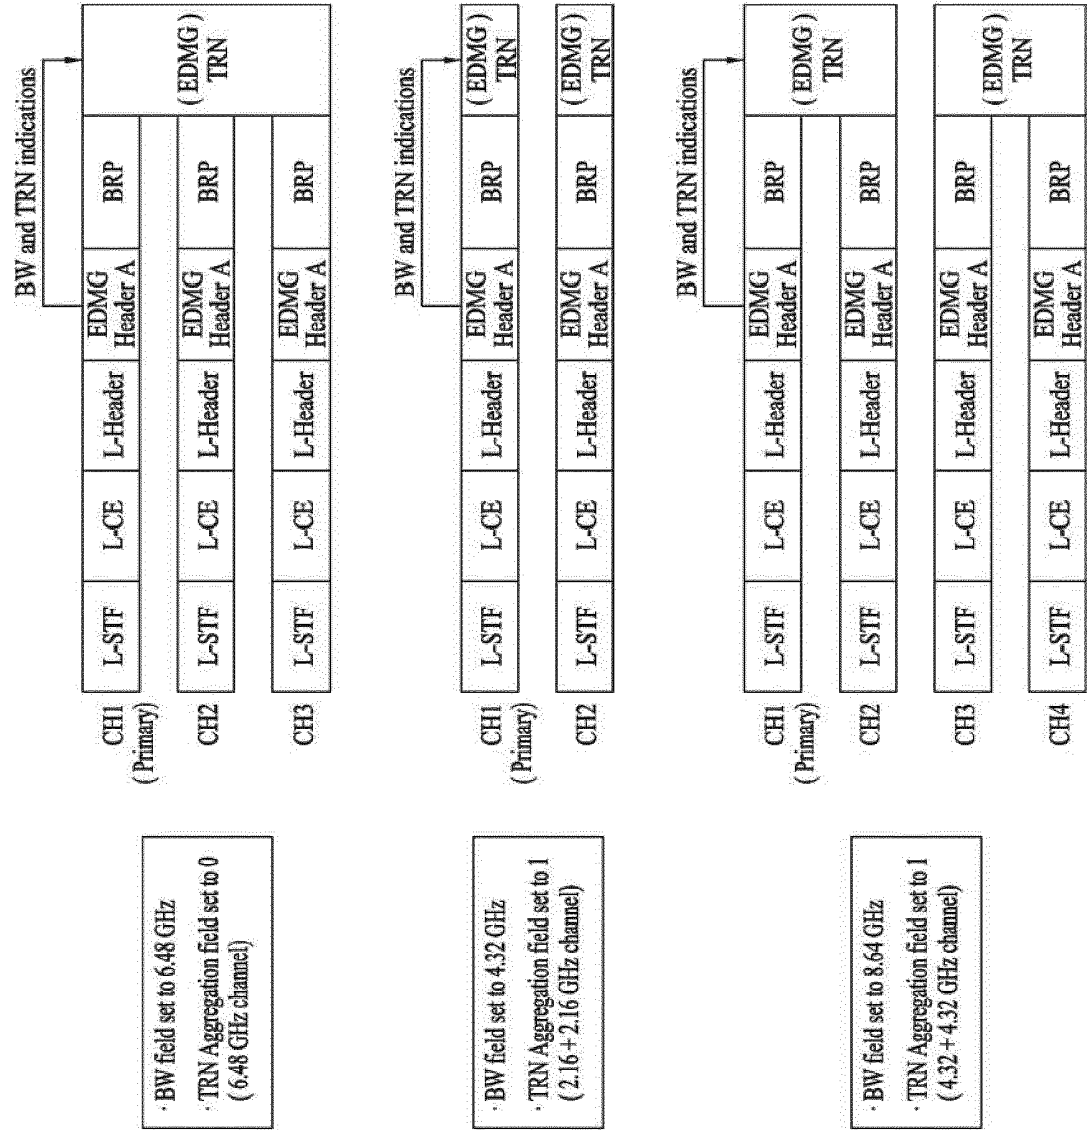 · BW field set to 6.48 GHz
· TRN Aggregation field set to 0
( 6.48 GHz channel)
BW and TRN indications
CH1
( Primary)
L-STF
L-CE
L-Header
EDMG
Header A
BRP
( EDMG )
TRN
CH2
L-STF
L-CE
L-Header
EDMG
Header A
BRP
CH3
L-STF
L-CE
L-Header
EDMG
Header A
BRP
· BW field set to 4.32 GHz
· TRN Aggregation field set to 1
( 2.16 + 2.16 GHz channel)
BW and TRN indications
CH1
( Primary)
L-STF
L-CE
L-Header
EDMG
Header A
BRP
( EDMG )
TRN
CH2
L-STF
L-CE
L-Header
EDMG
Header A
BRP
( EDMG )
TRN
· BW field set to 8.64 GHz
· TRN Aggregation field set to 1
( 4.32 + 4.32 GHz channel)
BW and TRN indications
CH1
( Primary)
L-STF
L-CE
L-Header
EDMG
Header A
BRP
( EDMG )
TRN
CH2
L-STF
L-CE
L-Header
EDMG
Header A
BRP
CH3
L-STF
L-CE
L-Header
EDMG
Header A
BRP
( EDMG )
TRN
CH4
L-STF
L-CE
L-Header
EDMG
Header A
BRP